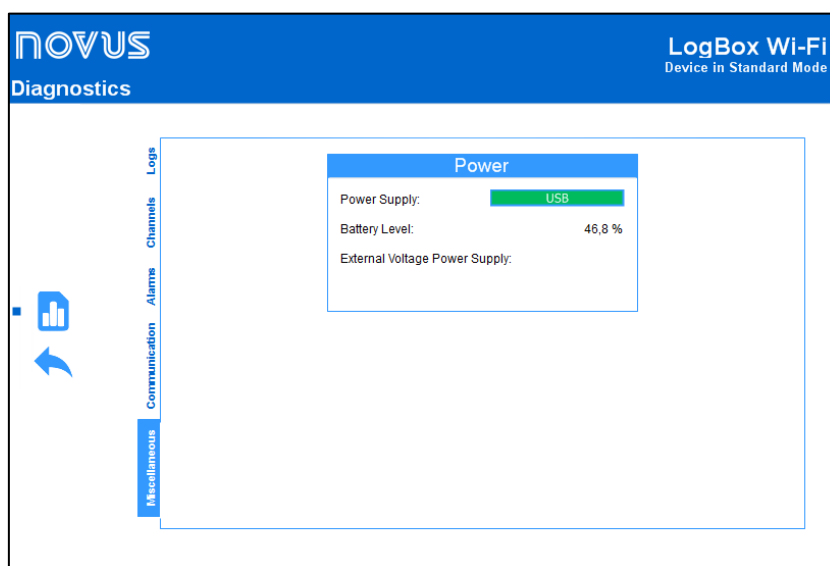 NOVUS
LogBox Wi-Fi
Device in Standard Mode
Diagnostics
Logs
Channels
Alarms
Communication
Miscellaneous
Power
Power Supply: USB
Battery Level: 46,8 %
External Voltage Power Supply: